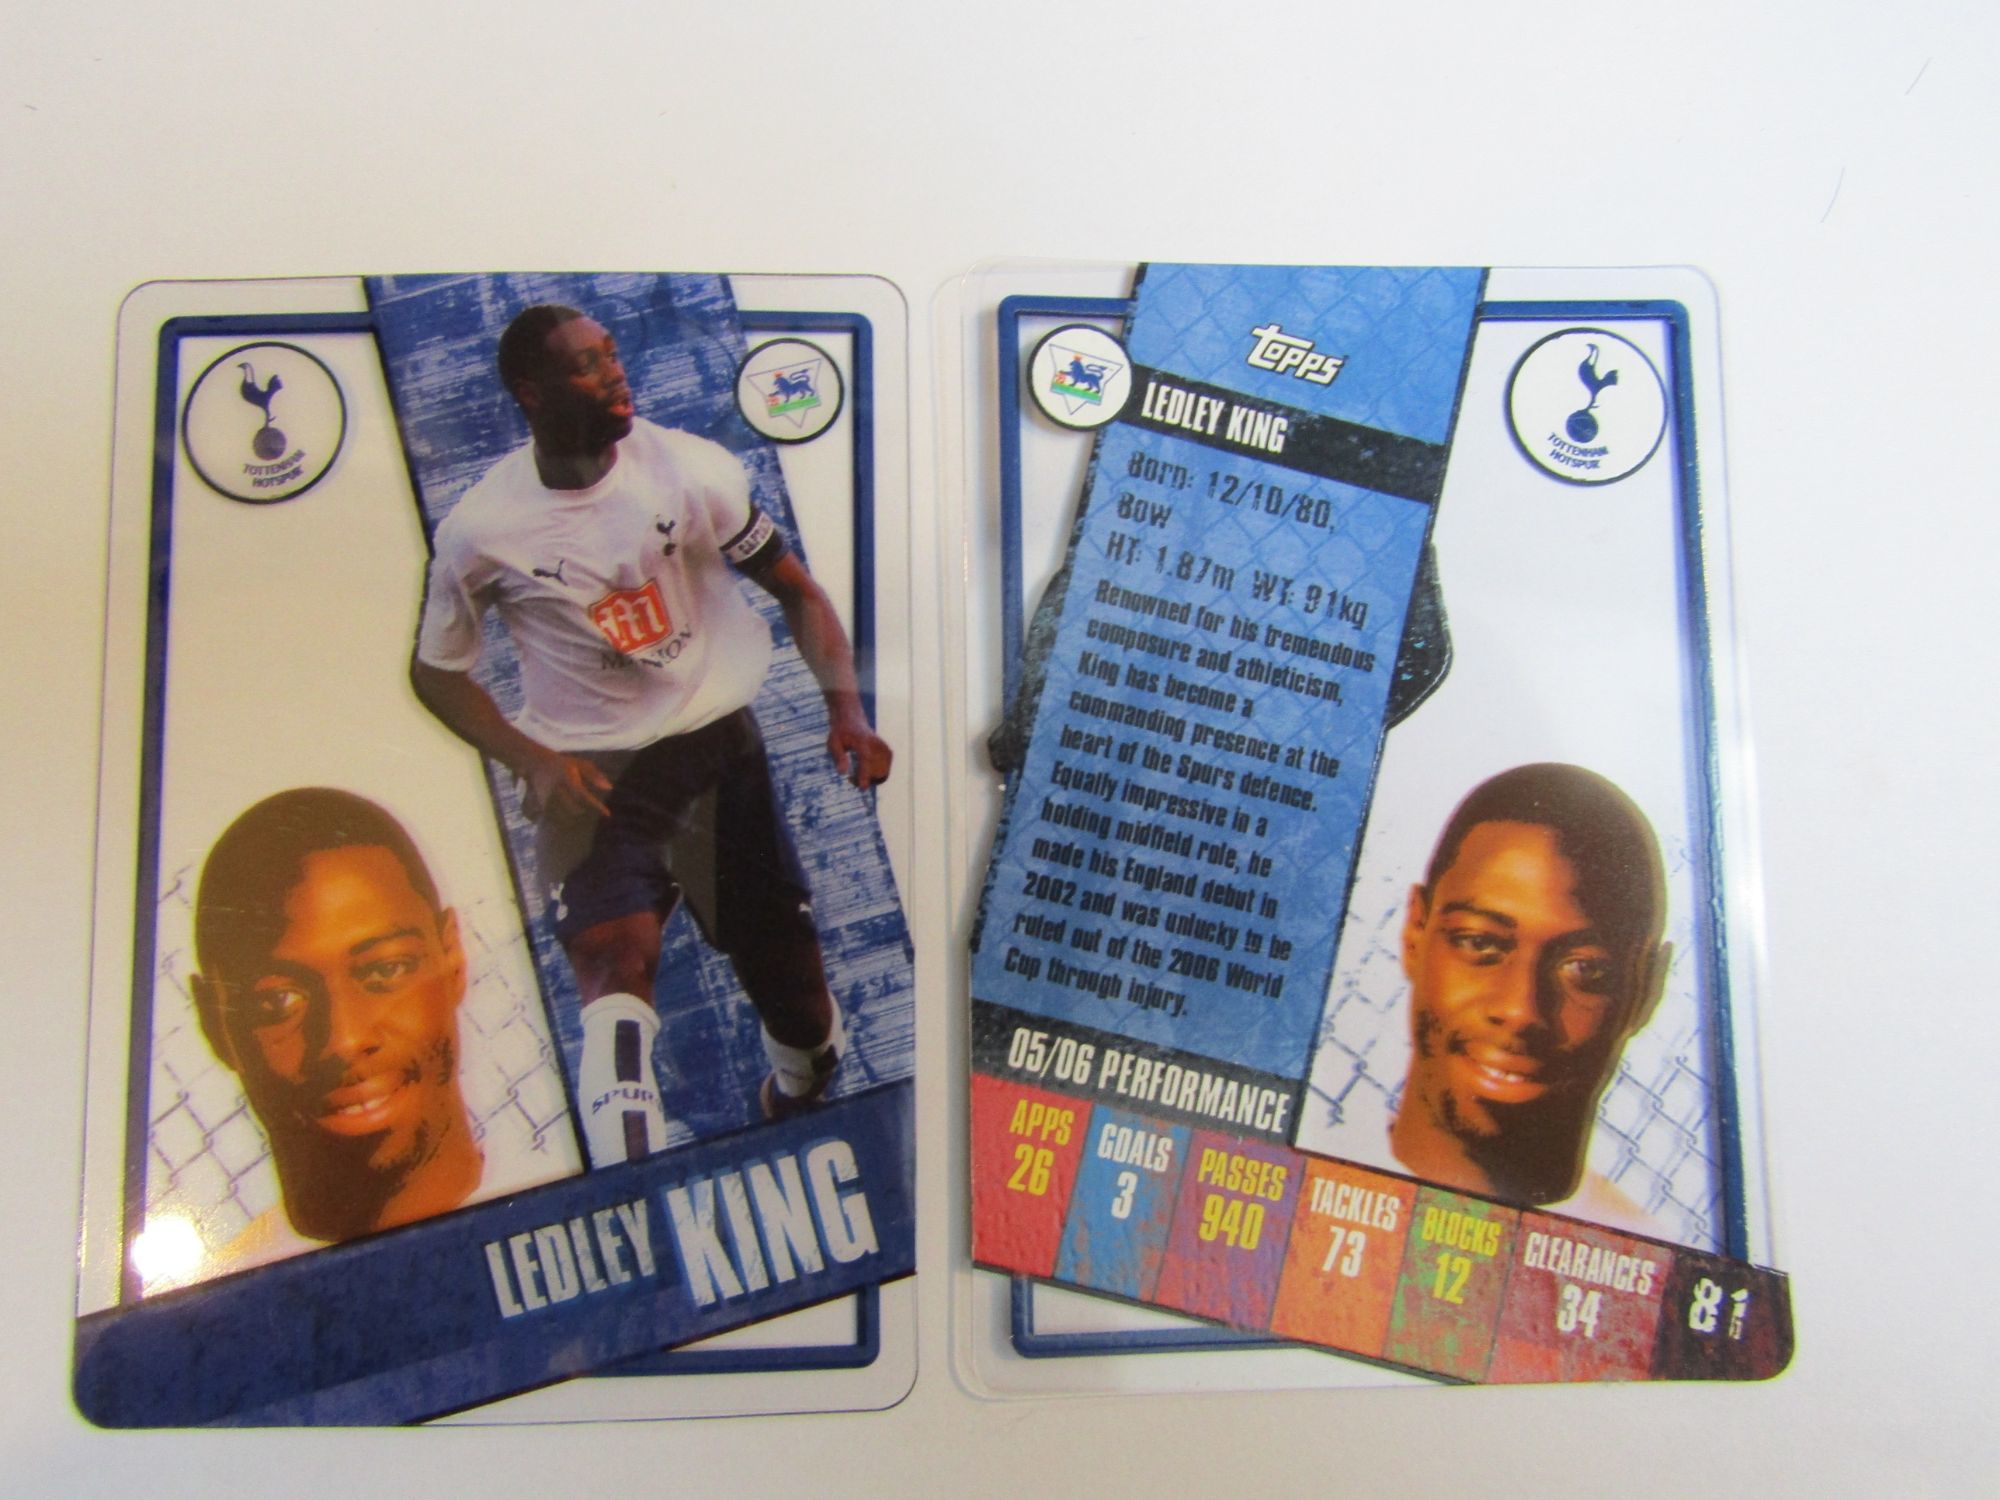 TOTTENHAM
HOTSPUR
CAPTAIN
SPURS
LEDLEY KING
topps
LEDLEY KING
TOTTENHAM
HOTSPUR
Born: 12/10/80,
Bow
HT: 1.87m WT: 91kg
Renowned for his tremendous
composure and athleticism,
King has become a
commanding presence at the
heart of the Spurs defence.
Equally impressive in a
holding midfield role, he
made his England debut in
2002 and was unlucky to be
ruled out of the 2006 World
Cup through injury.
05/06 PERFORMANCE
APPS
26
GOALS
3
PASSES
940
TACKLES
73
BLOCKS
12
CLEARANCES
34
81